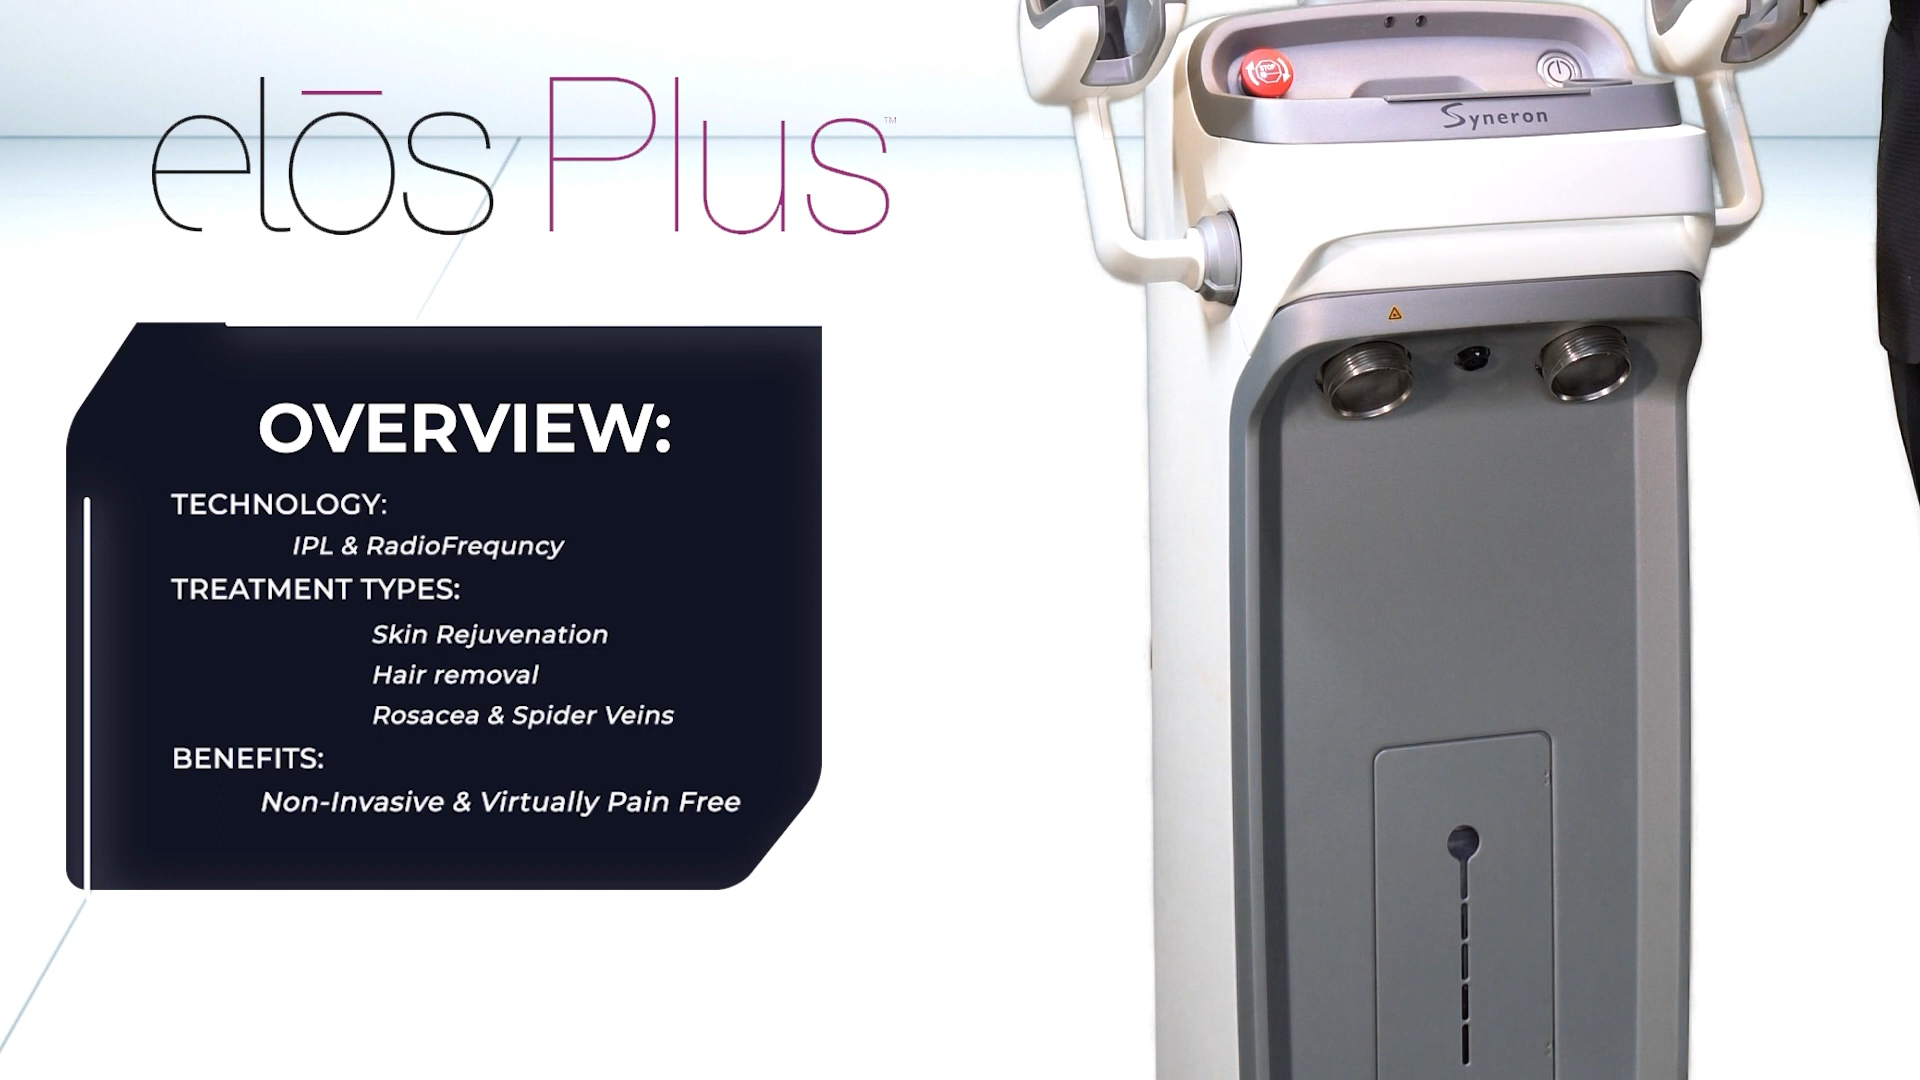 elōs Plus™
STOP
Syneron
OVERVIEW:
TECHNOLOGY:
IPL & RadioFrequncy
TREATMENT TYPES:
Skin Rejuvenation
Hair removal
Rosacea & Spider Veins
BENEFITS:
Non-Invasive & Virtually Pain Free